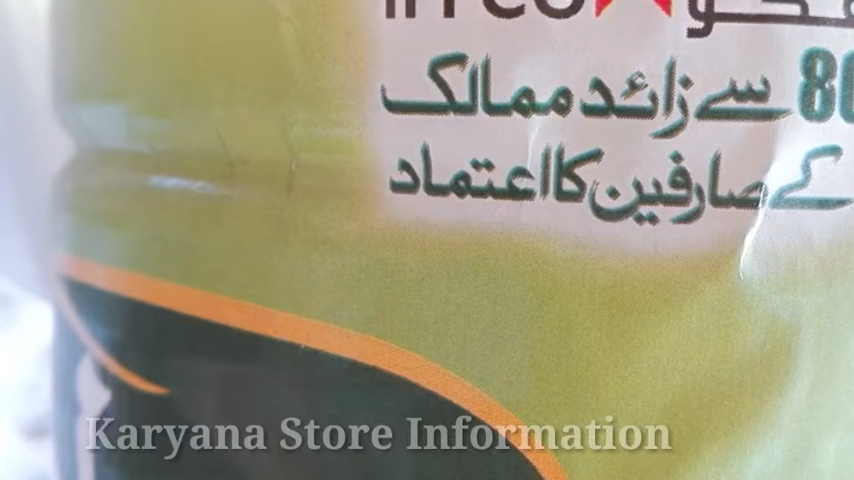 80 سے زائد ممالک
کے صارفین کا اعتماد
Karyana Store Information